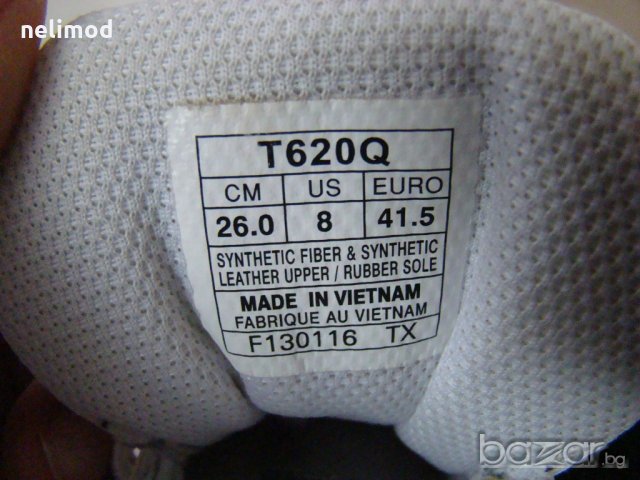 nelimod
T620Q
CM US EURO
26.0 8 41.5
SYNTHETIC FIBER & SYNTHETIC
LEATHER UPPER / RUBBER SOLE
MADE IN VIETNAM
FABRIQUE AU VIETNAM
F130116 TX
bazar.bg